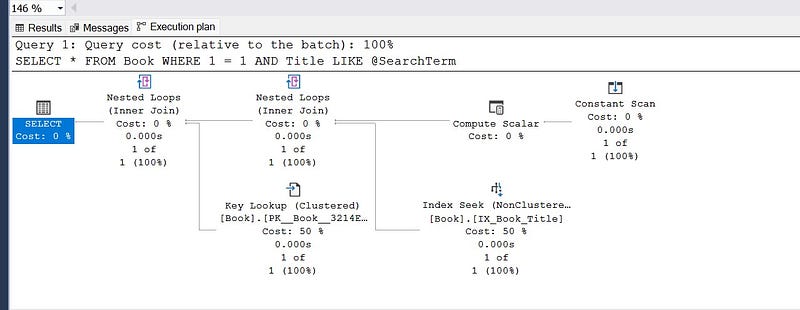 146 %
Results Messages Execution plan
Query 1: Query cost (relative to the batch): 100%
SELECT * FROM Book WHERE 1 = 1 AND Title LIKE @SearchTerm
SELECT
Cost: 0 %
Nested Loops
(Inner Join)
Cost: 0 %
0.000s
1 of
1 (100%)
Nested Loops
(Inner Join)
Cost: 0 %
0.000s
1 of
1 (100%)
Compute Scalar
Cost: 0 %
Constant Scan
Cost: 0 %
0.000s
1 of
1 (100%)
Key Lookup (Clustered)
[Book].[PK__Book__3214E…
Cost: 50 %
0.000s
1 of
1 (100%)
Index Seek (NonClustere…
[Book].[IX_Book_Title]
Cost: 50 %
0.000s
1 of
1 (100%)